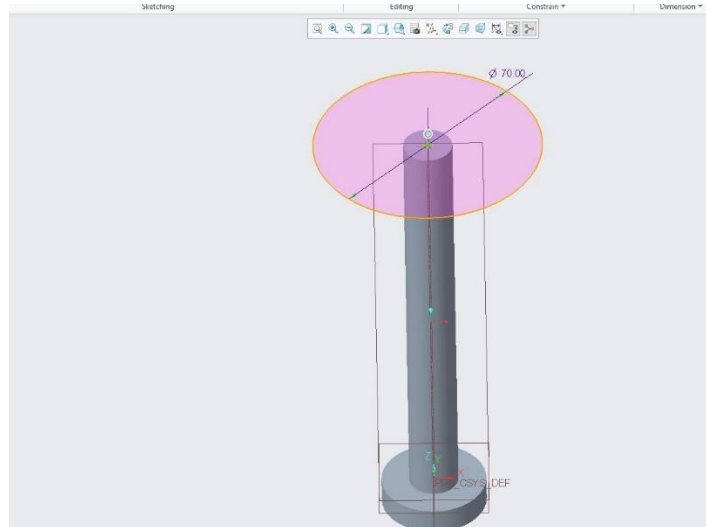 Sketching
Editing
Constrain ▾
Dimension ▾
Ø 70.00
Z
y
X
CSYS_DEF